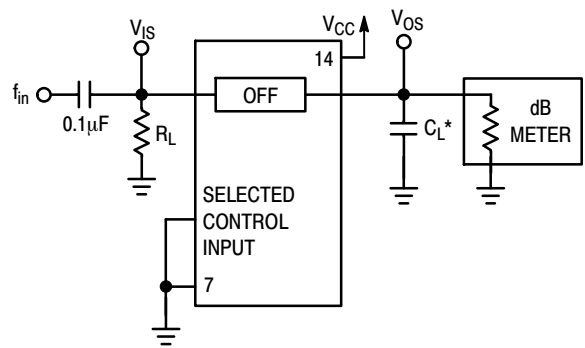 V_IS
V_CC
V_OS
14
f_in
0.1μF
R_L
OFF
C_L*
dB
METER
SELECTED
CONTROL
INPUT
7